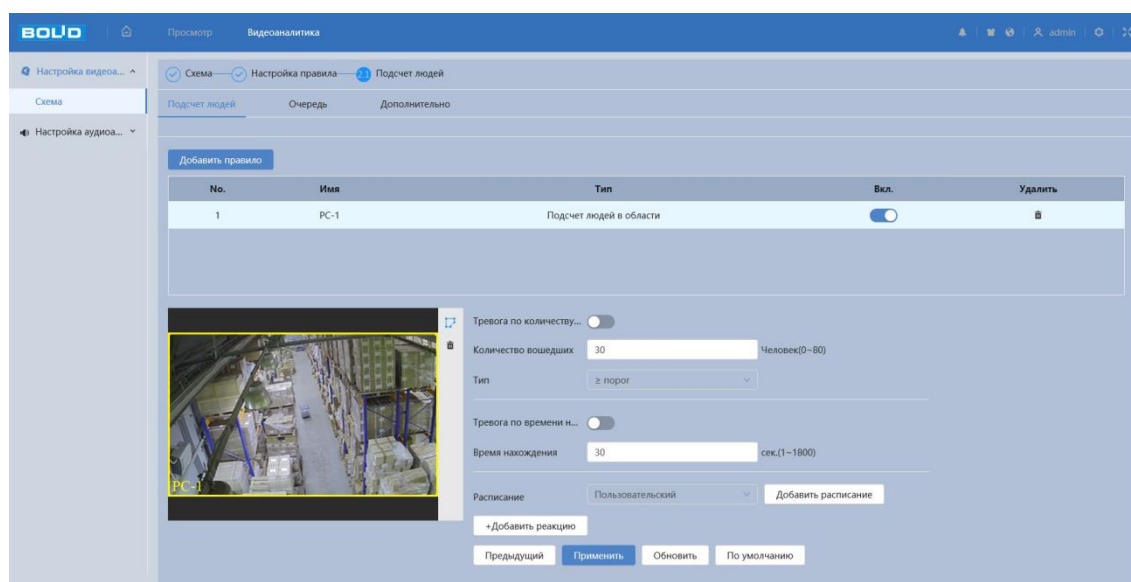 BOLID Просмотр Видеоаналитика admin
Настройка видеоа... Схема Настройка правила 2.1 Подсчет людей
Схема Подсчет людей Очередь Дополнительно
Настройка аудиоа...
Добавить правило
No. Имя Тип Вкл. Удалить
1 PC-1 Подсчет людей в области
Тревога по количеству...
Количество вошедших 30 Человек(0~80)
Тип ≥ порог
Тревога по времени н...
Время нахождения 30 сек.(1~1800)
PC-1
Расписание Пользовательский Добавить расписание
+Добавить реакцию
Предыдущий Применить Обновить По умолчанию